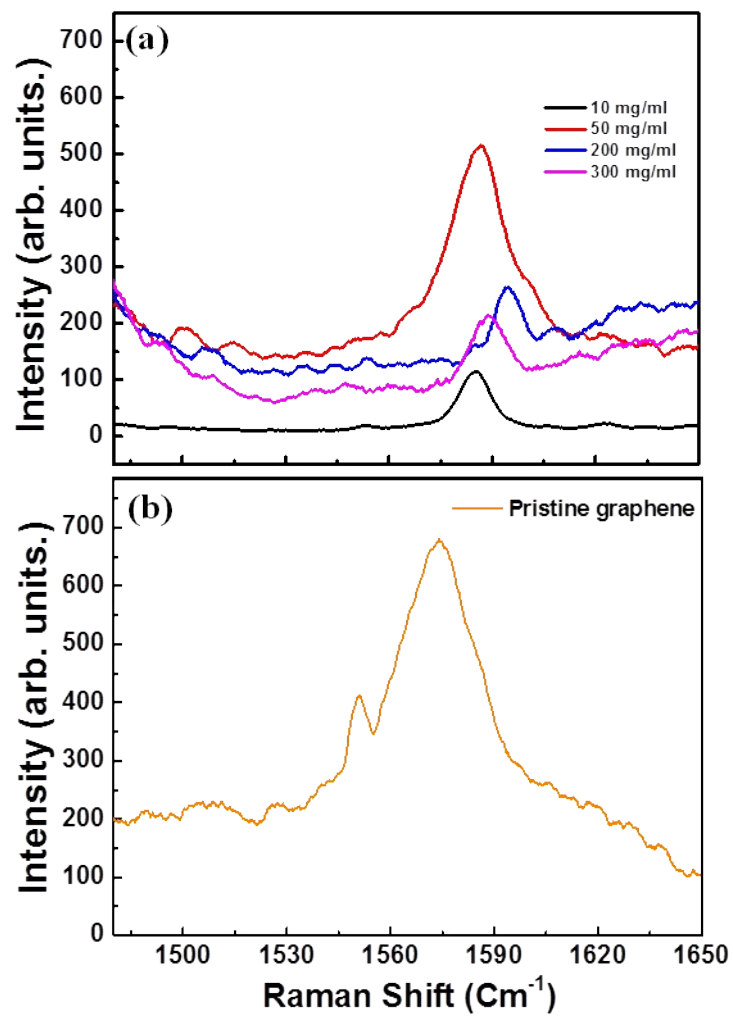 (a)
700
600
500
400
300
200
100
0
Intensity (arb. units.)
10 mg/ml
50 mg/ml
200 mg/ml
300 mg/ml
(b)
Pristine graphene
700
600
500
400
300
200
100
0
Intensity (arb. units.)
1500 1530 1560 1590 1620 1650
Raman Shift (Cm⁻¹)